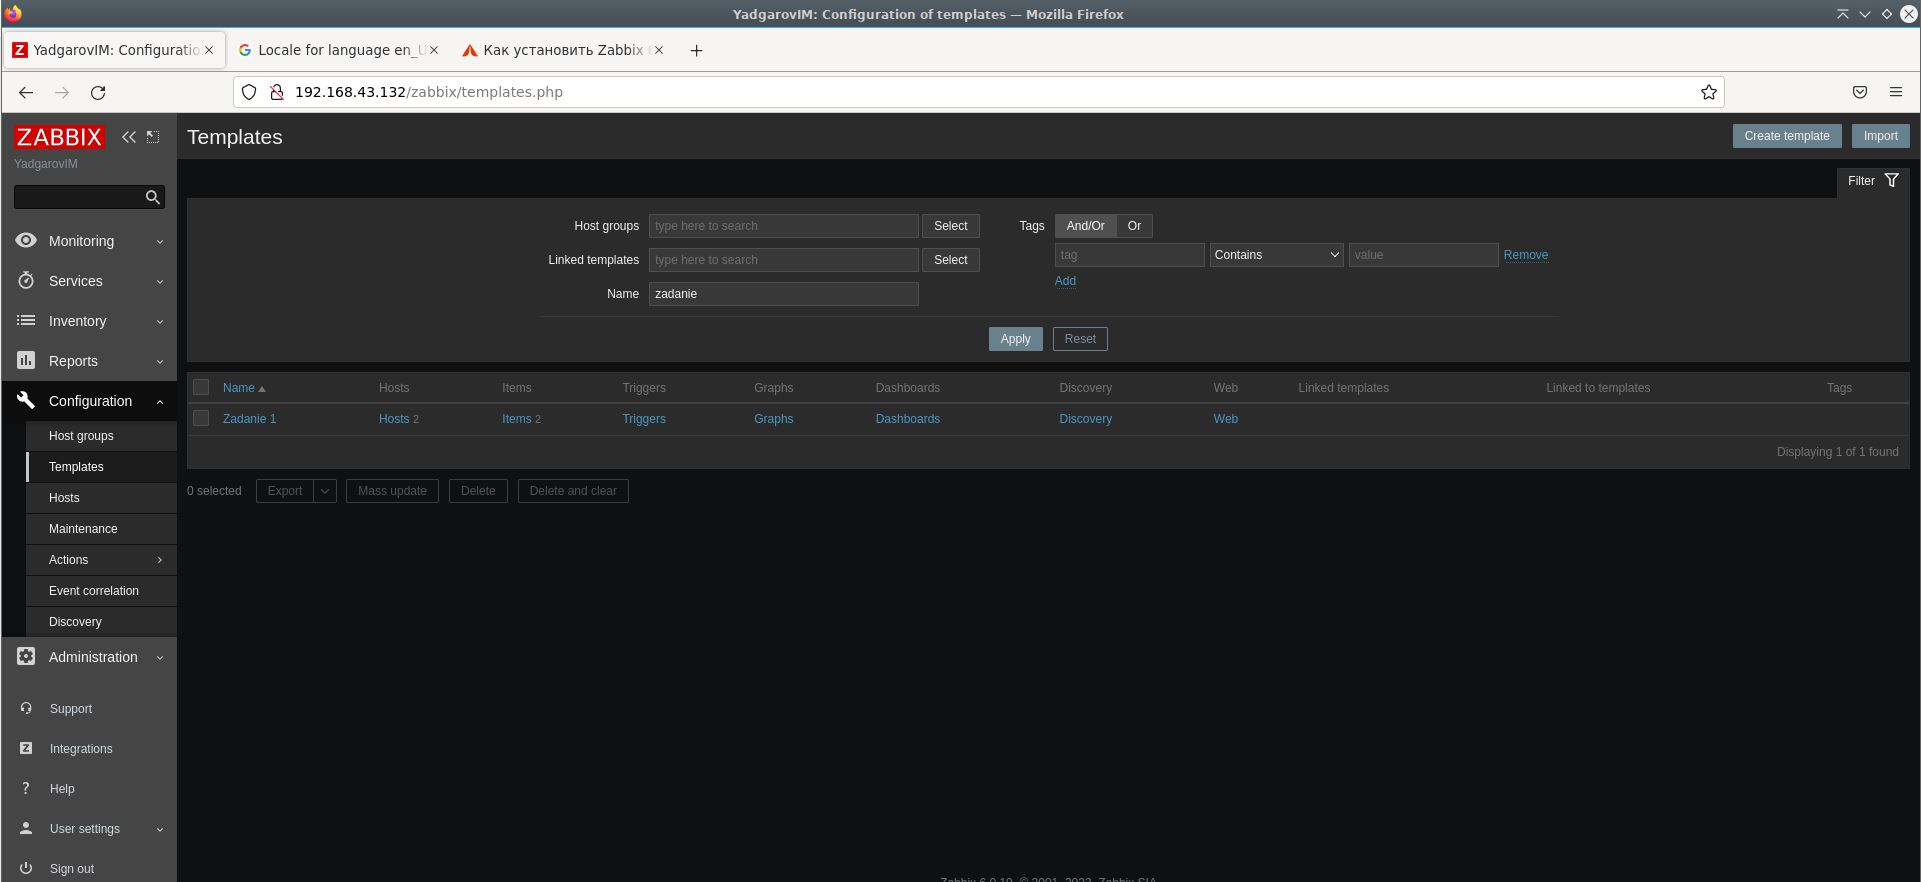 YadgarovIM: Configuration of templates — Mozilla Firefox
YadgarovIM: Configuratio
Locale for language en_U
Как установить Zabbix
192.168.43.132/zabbix/templates.php
ZABBIX
YadgarovIM
Monitoring
Services
Inventory
Reports
Configuration
Host groups
Templates
Hosts
Maintenance
Actions
Event correlation
Discovery
Administration
Support
Integrations
Help
User settings
Sign out
Templates
Create template Import
Filter
Host groups type here to search Select
Linked templates type here to search Select
Name zadanie
Tags And/Or Or
tag Contains value Remove
Add
Apply Reset
Name Hosts Items Triggers Graphs Dashboards Discovery Web Linked templates Linked to templates Tags
Zadanie 1 Hosts 2 Items 2 Triggers Graphs Dashboards Discovery Web
Displaying 1 of 1 found
0 selected Export Mass update Delete Delete and clear